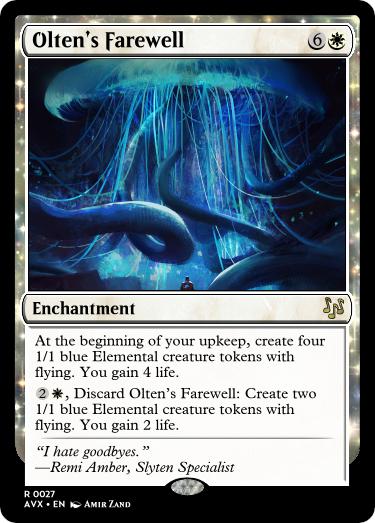 Olten's Farewell 6
Enchantment
At the beginning of your upkeep, create four
1/1 blue Elemental creature tokens with
flying. You gain 4 life.
2, Discard Olten's Farewell: Create two
1/1 blue Elemental creature tokens with
flying. You gain 2 life.
“I hate goodbyes.”
—Remi Amber, Slyten Specialist
R 0027
AVX • EN Amir Zand